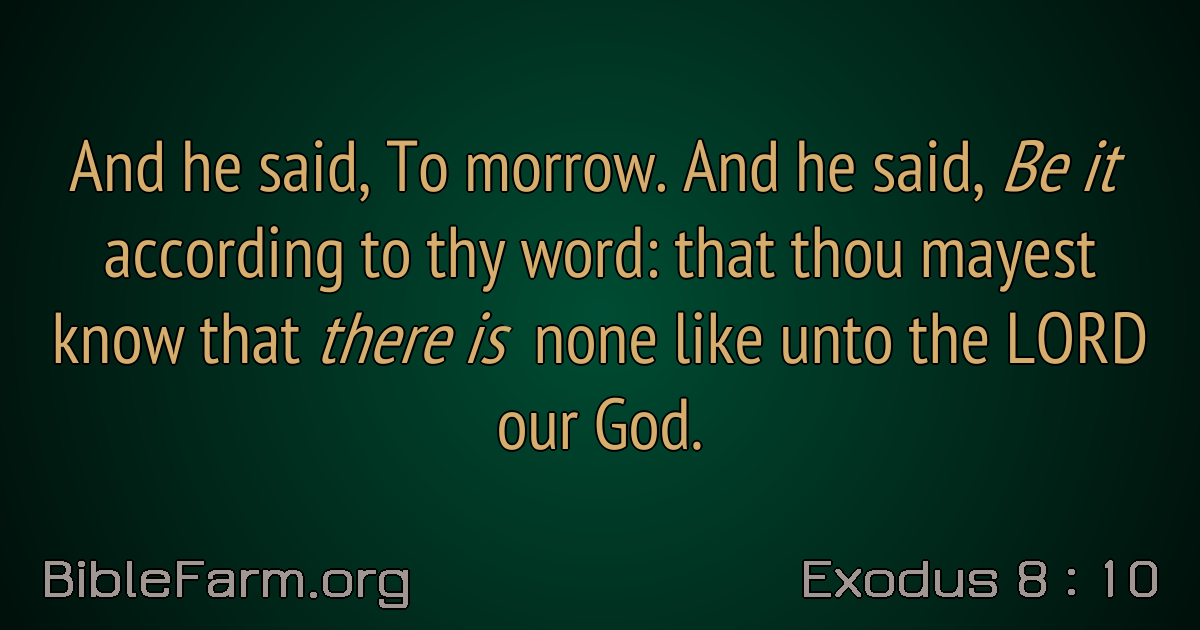 And he said, To morrow. And he said, Be it
according to thy word: that thou mayest
know that there is none like unto the LORD
our God.
BibleFarm.org
Exodus 8 : 10